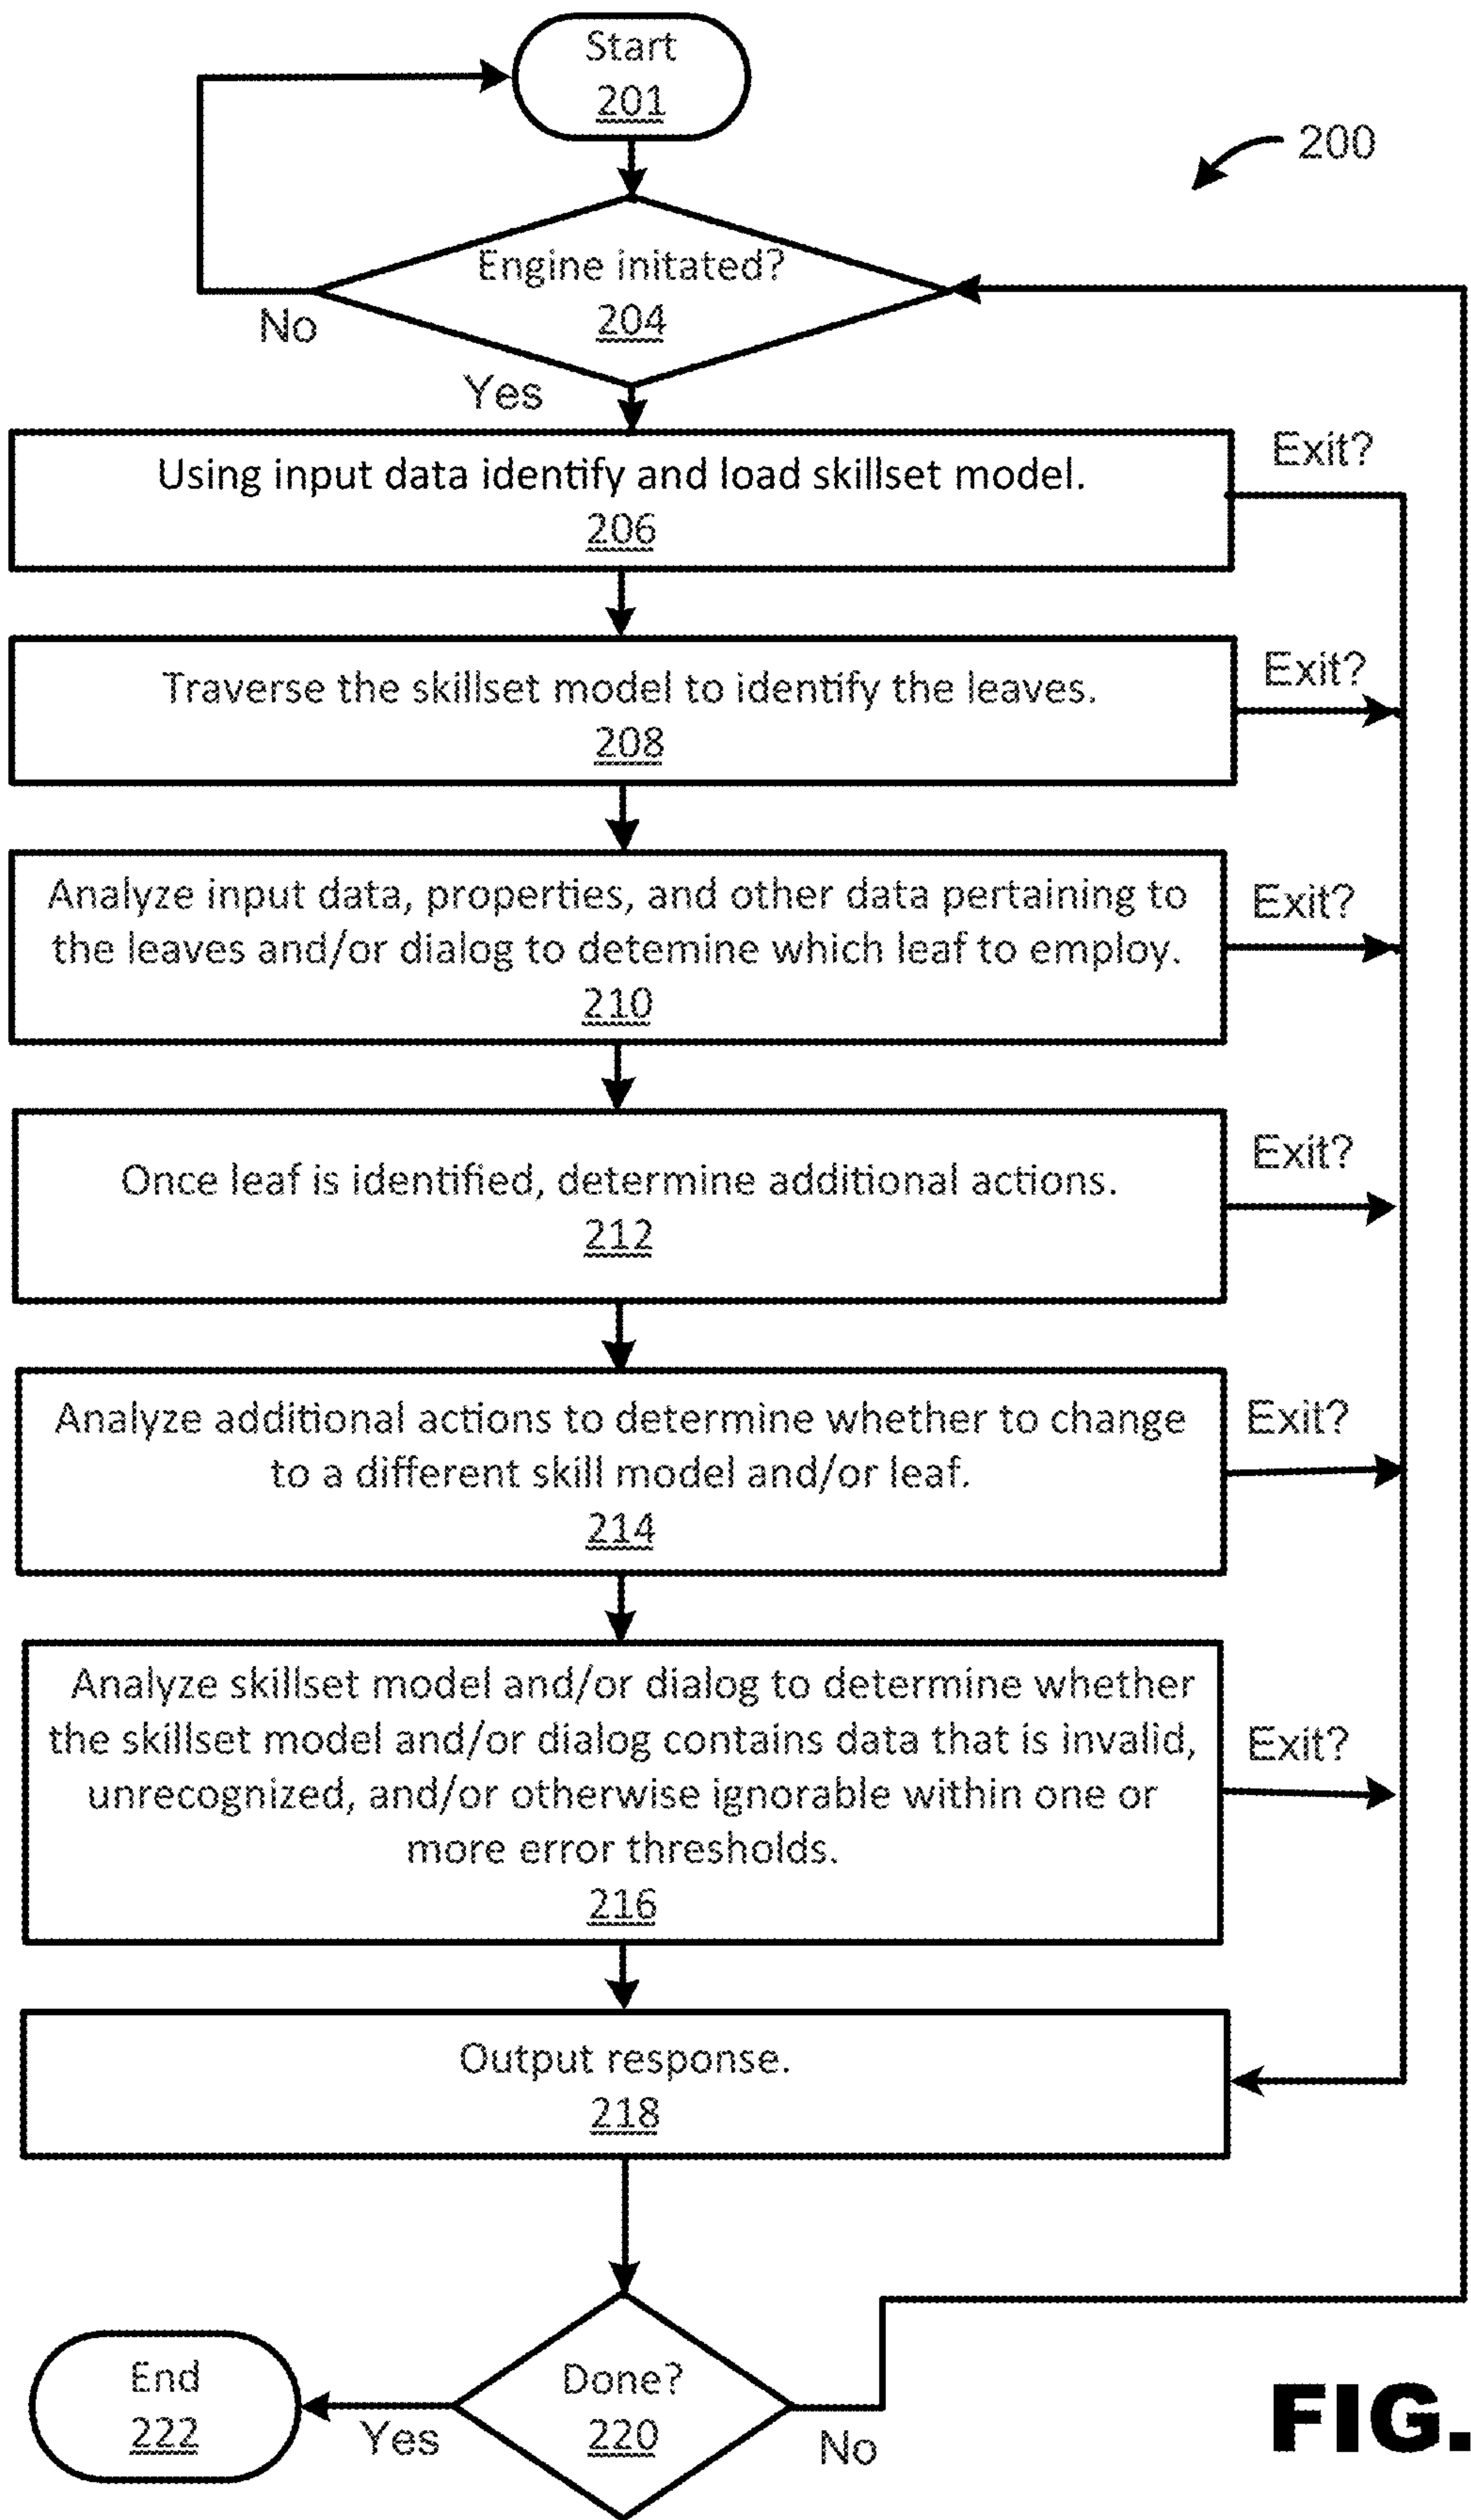 Start
201
200
Engine initated?
204
No
Yes
Using input data identify and load skillset model.
206
Exit?
Traverse the skillset model to identify the leaves.
208
Exit?
Analyze input data, properties, and other data pertaining to
the leaves and/or dialog to detemine which leaf to employ.
210
Exit?
Once leaf is identified, determine additional actions.
212
Exit?
Analyze additional actions to determine whether to change
to a different skill model and/or leaf.
214
Exit?
Analyze skillset model and/or dialog to determine whether
the skillset model and/or dialog contains data that is invalid,
unrecognized, and/or otherwise ignorable within one or
more error thresholds.
216
Exit?
Output response.
218
Done?
220
Yes
No
End
222
FIG.